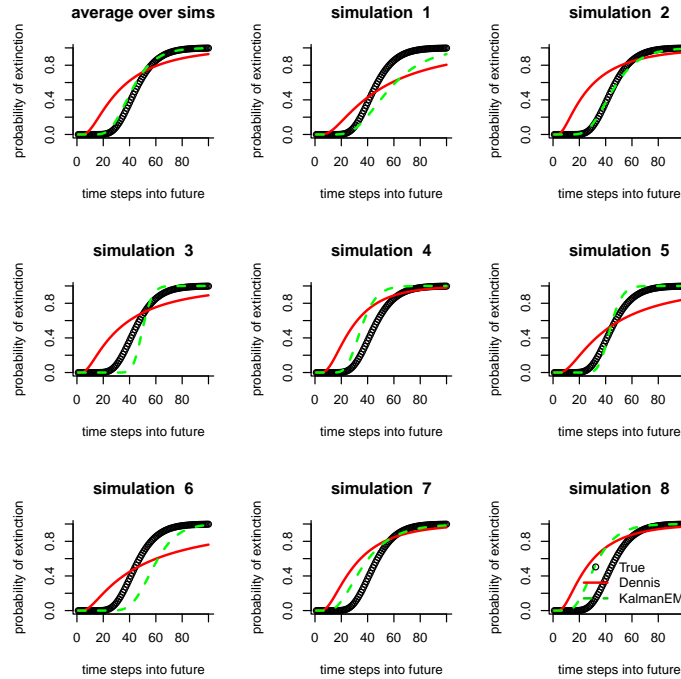 average over sims
probability of extinction
0.0
0.4
0.8
0 20 40 60 80
time steps into future
simulation 1
probability of extinction
0.0
0.4
0.8
0 20 40 60 80
time steps into future
simulation 2
probability of extinction
0.0
0.4
0.8
0 20 40 60 80
time steps into future
simulation 3
probability of extinction
0.0
0.4
0.8
0 20 40 60 80
time steps into future
simulation 4
probability of extinction
0.0
0.4
0.8
0 20 40 60 80
time steps into future
simulation 5
probability of extinction
0.0
0.4
0.8
0 20 40 60 80
time steps into future
simulation 6
probability of extinction
0.0
0.4
0.8
0 20 40 60 80
time steps into future
simulation 7
probability of extinction
0.0
0.4
0.8
0 20 40 60 80
time steps into future
simulation 8
probability of extinction
0.0
0.4
0.8
0 20 40 60 80
time steps into future
True
Dennis
KalmanEM